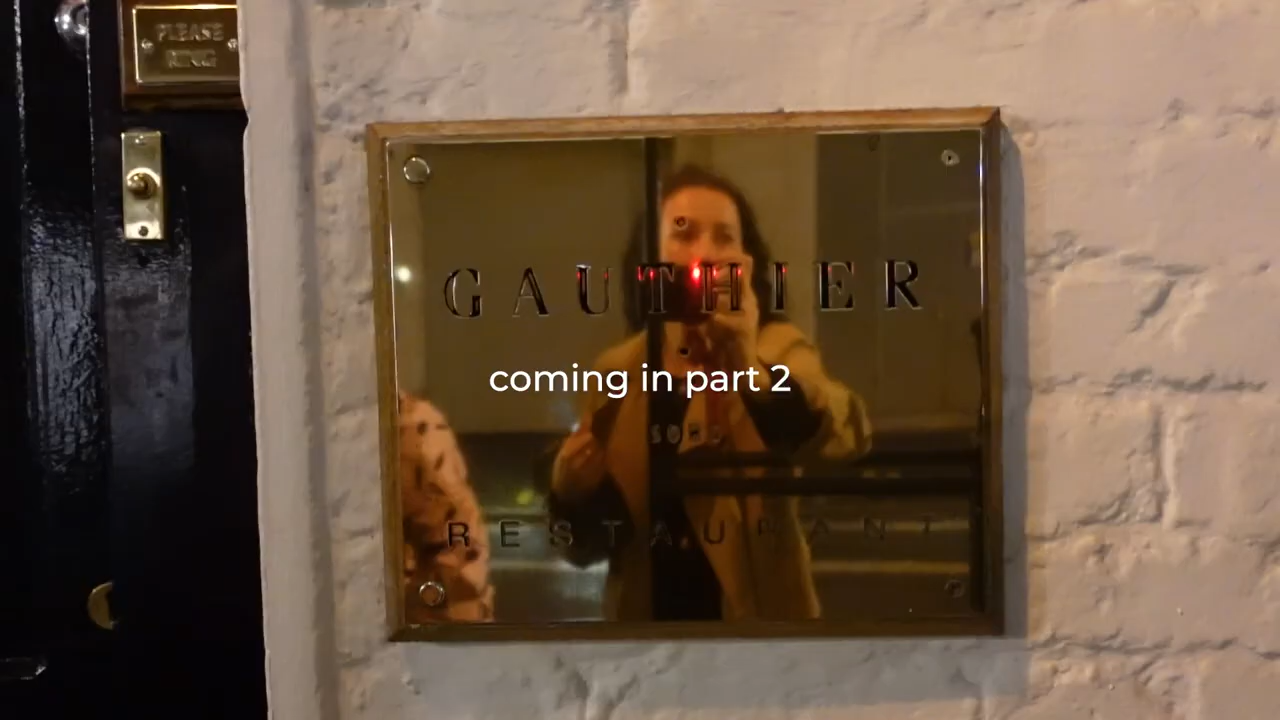 PLEASE
RING
GAUTHIER
coming in part 2
SOHO
RESTAURANT